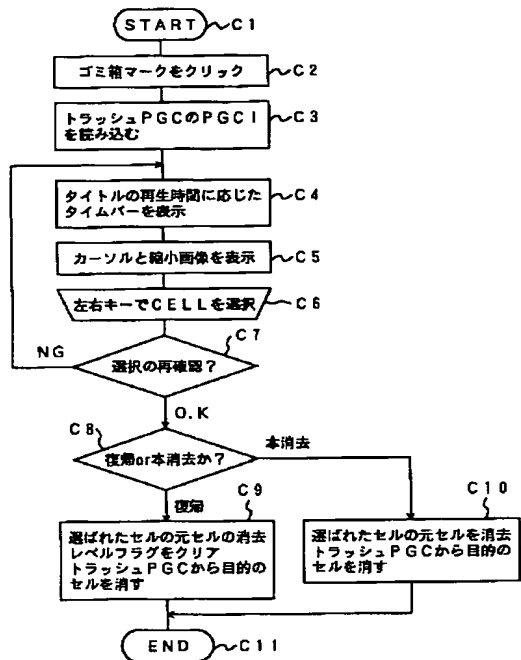 START
C1
ゴミ箱マークをクリック
C2
トラッシュPGCのPGCI
を読み込む
C3
タイトルの再生時間に応じた
タイムバーを表示
C4
カーソルと縮小画像を表示
C5
左右キーでCELLを選択
C6
C7
NG
選択の再確認?
O.K
C8
復帰or本消去か?
本消去
復帰
C9
選ばれたセルの元セルの消去
レベルフラグをクリア
トラッシュPGCから目的の
セルを消す
C10
選ばれたセルの元セルを消去
トラッシュPGCから目的の
セルを消す
END
C11